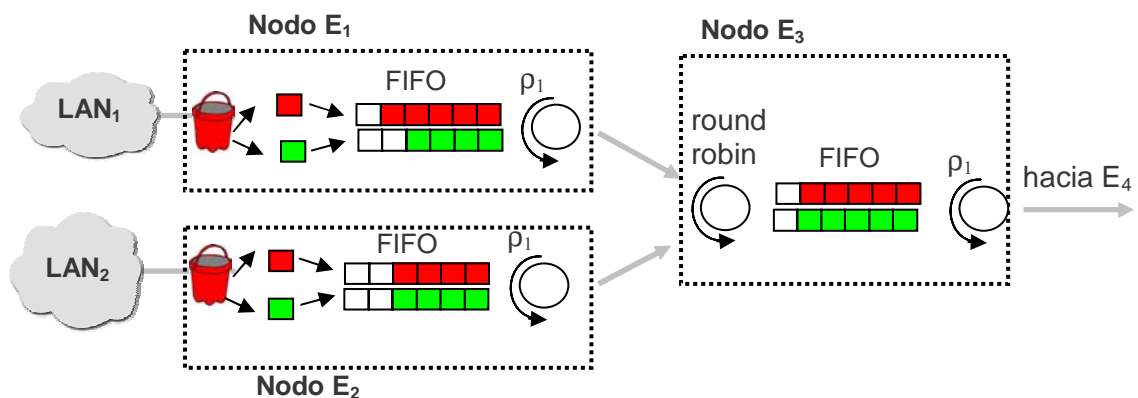 Nodo E₁
Nodo E₃
LAN₁
FIFO
ρ₁
round
robin
FIFO
ρ₁
hacia E₄
LAN₂
FIFO
ρ₁
Nodo E₂